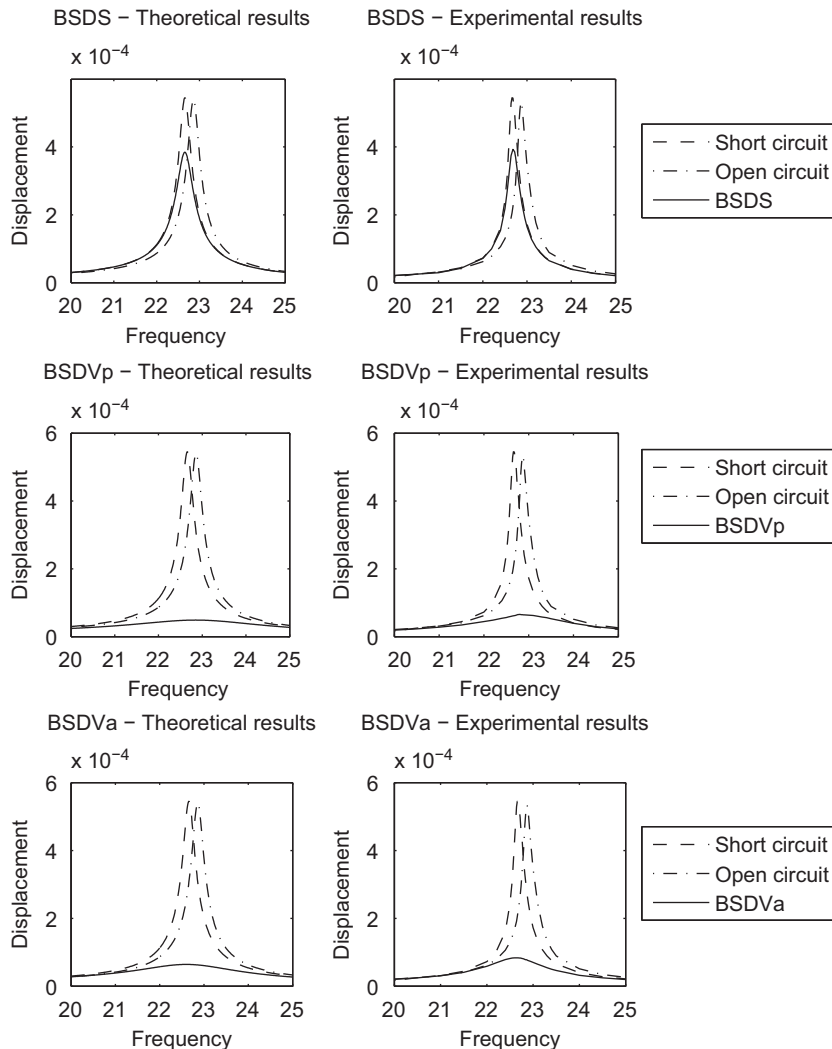 BSDS − Theoretical results
x 10−4
4
2
0
20 21 22 23 24 25
Displacement
Frequency
BSDS − Experimental results
x 10−4
4
2
0
20 21 22 23 24 25
Displacement
Frequency
Short circuit
Open circuit
BSDS
BSDVp − Theoretical results
x 10−4
6
4
2
0
20 21 22 23 24 25
Displacement
Frequency
BSDVp − Experimental results
x 10−4
6
4
2
0
20 21 22 23 24 25
Displacement
Frequency
Short circuit
Open circuit
BSDVp
BSDVa − Theoretical results
x 10−4
6
4
2
0
20 21 22 23 24 25
Displacement
Frequency
BSDVa − Experimental results
x 10−4
6
4
2
0
20 21 22 23 24 25
Displacement
Frequency
Short circuit
Open circuit
BSDVa